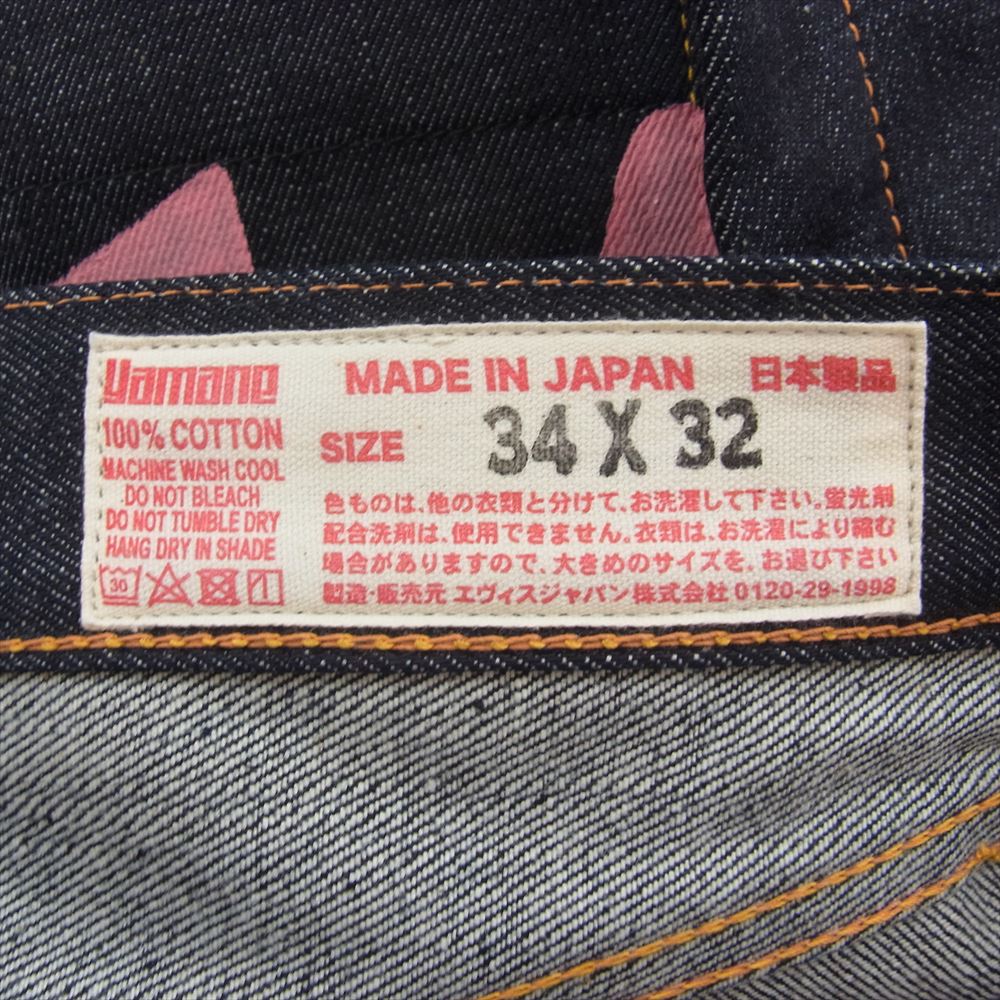 Yamane
100% COTTON
MACHINE WASH COOL
DO NOT BLEACH
DO NOT TUMBLE DRY
HANG DRY IN SHADE
30
MADE IN JAPAN 日本製品
SIZE 34 X 32
色ものは、他の衣類と分けて、お洗濯して下さい。蛍光剤
配合洗剤は、使用できません。衣類は、お洗濯により縮む
場合がありますので、大きめのサイズを、お選び下さい
製造・販売元 エヴィスジャパン株式会社 0120-29-1998